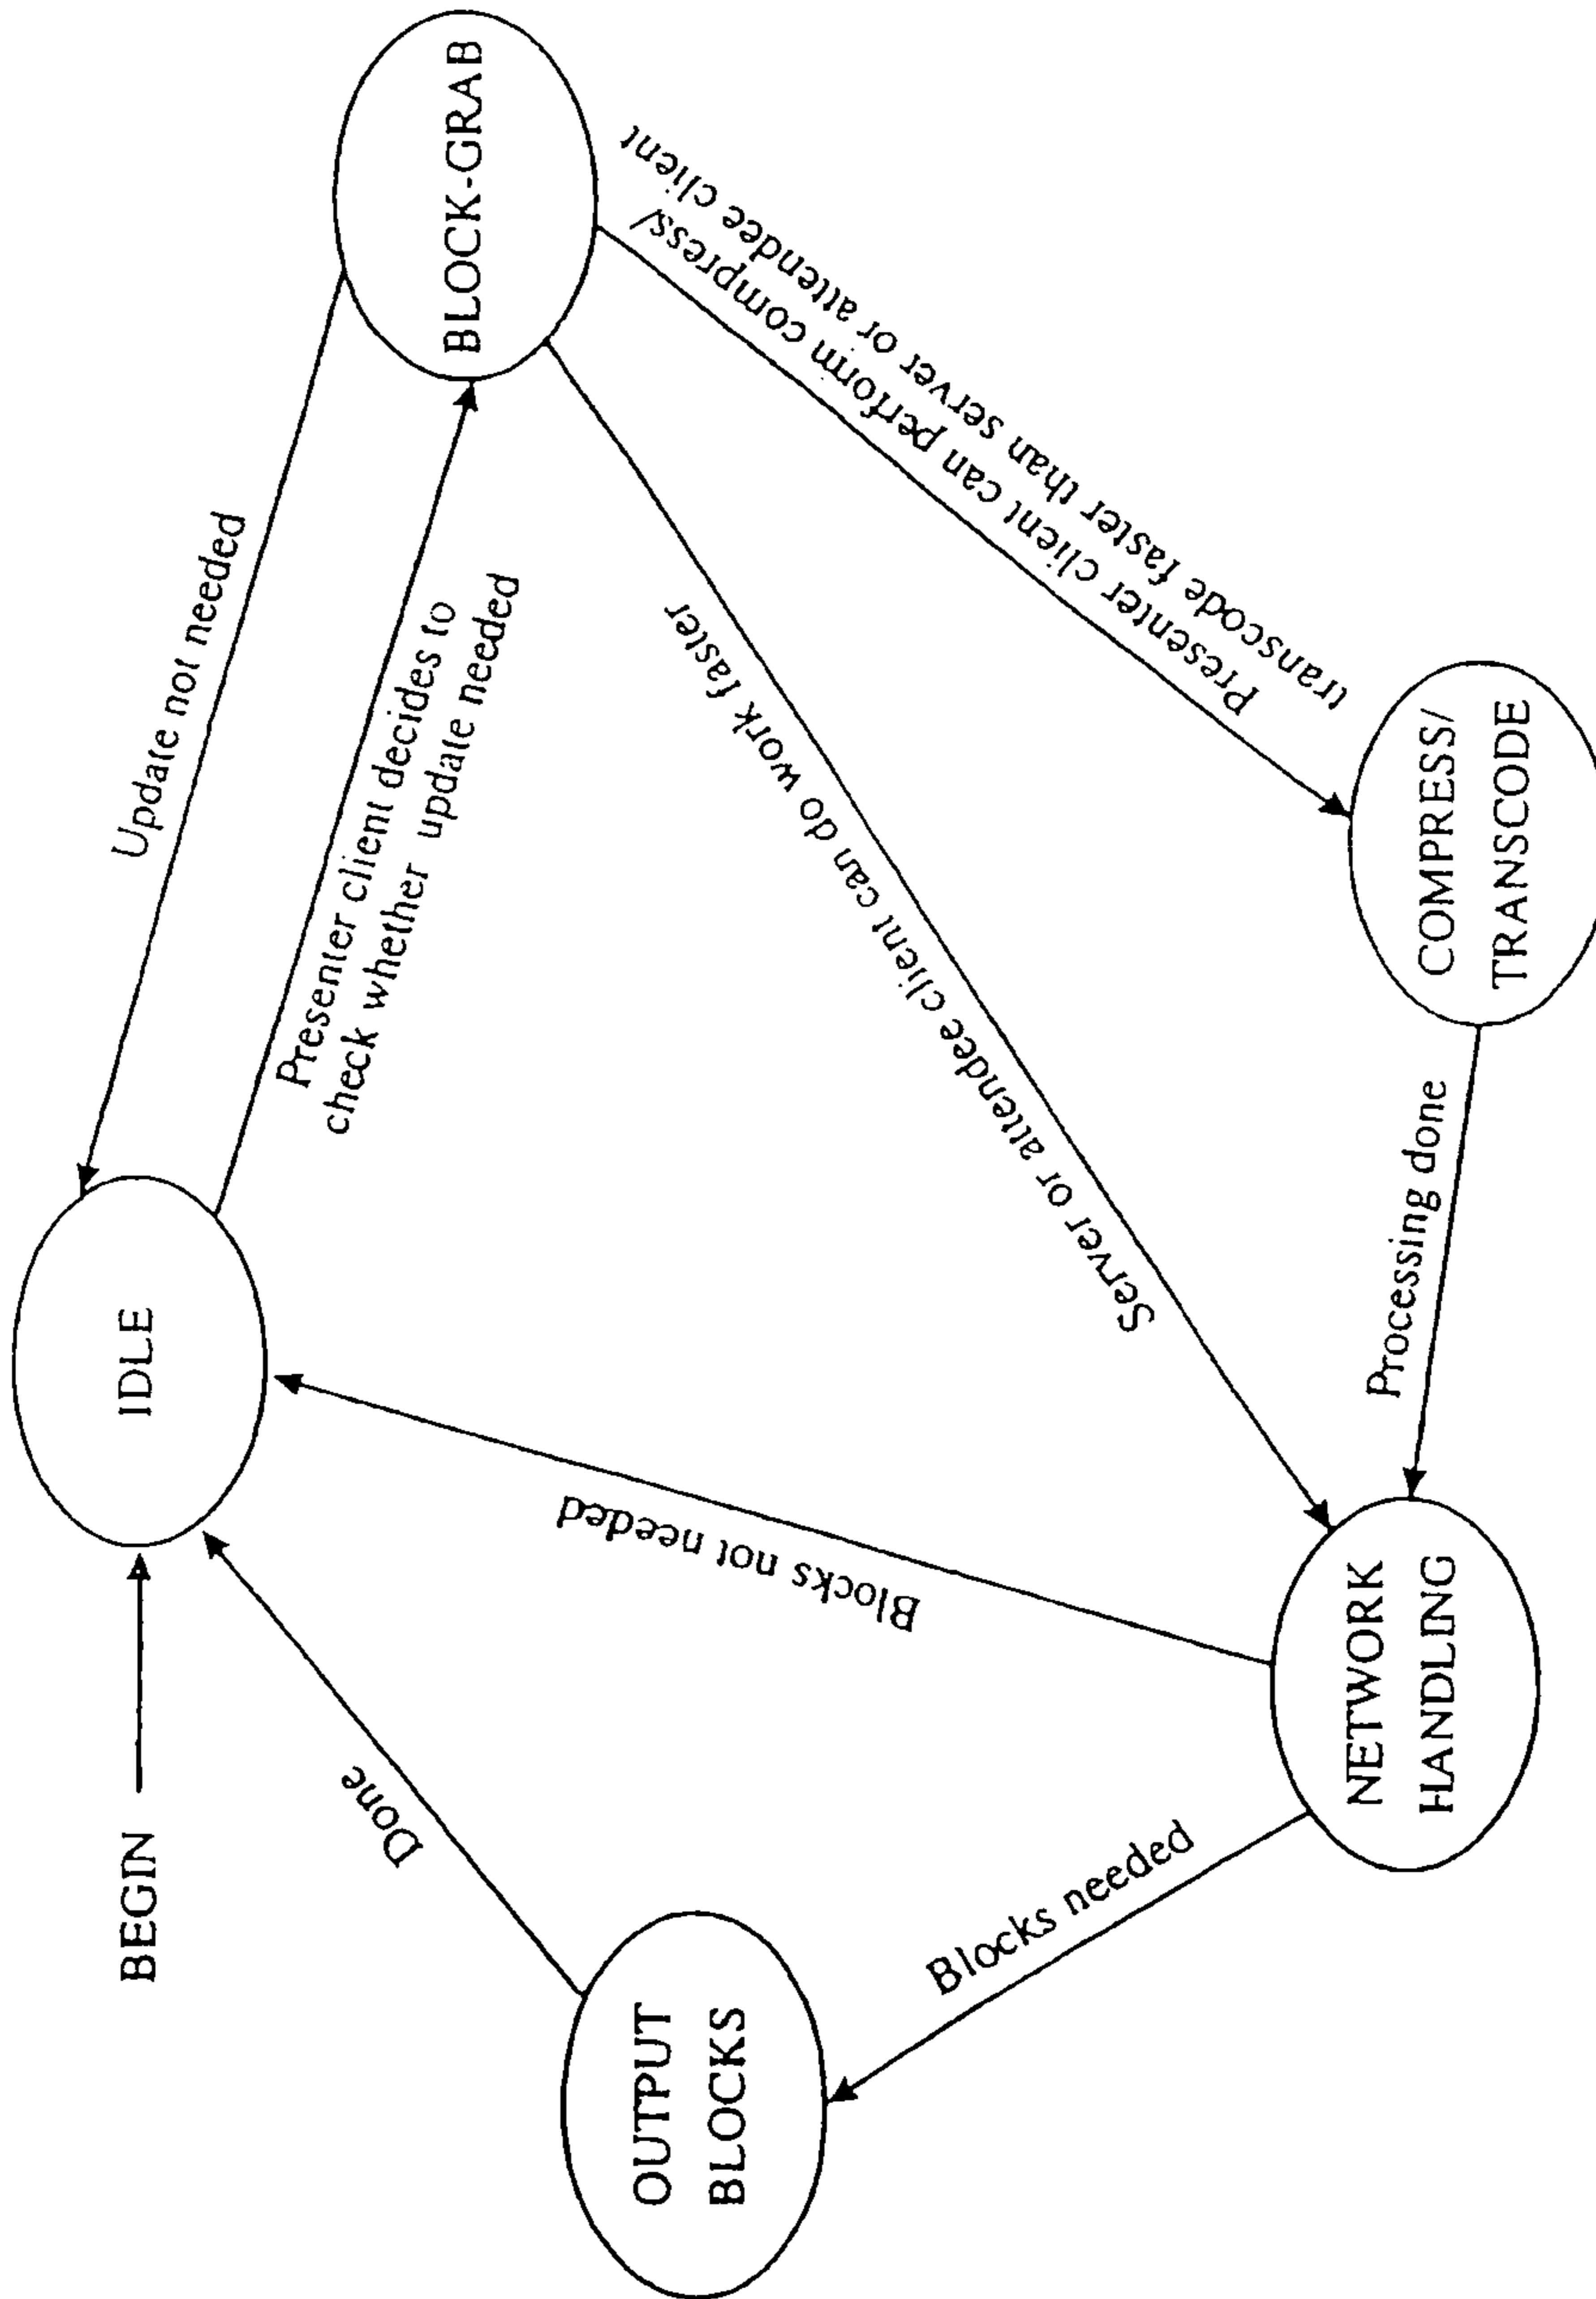 BEGIN
IDLE
Update not needed
Presenter client decides to
check whether update needed
BLOCK-GRAB
Done
Blocks not needed
Server or attendee client can do work faster
Presenter client can perform compress/
transcode faster than server or attendee client
OUTPUT
BLOCKS
Blocks needed
NETWORK
HANDLING
Processing done
COMPRESS/
TRANSCODE